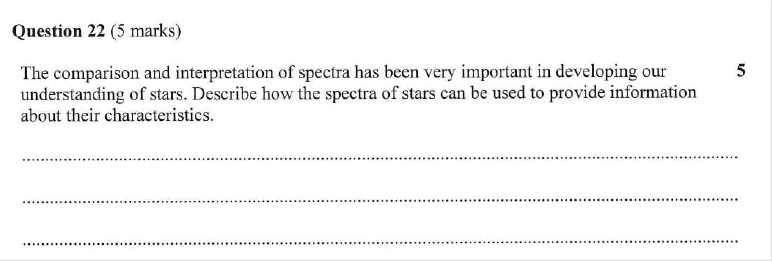 Question 22 (5 marks)
The comparison and interpretation of spectra has been very important in developing our 5
understanding of stars. Describe how the spectra of stars can be used to provide information
about their characteristics.